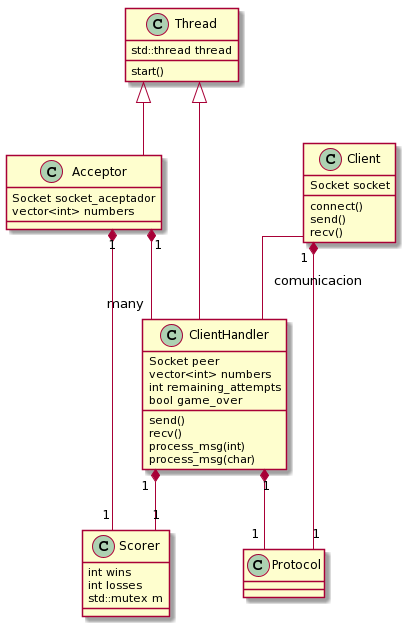 C Thread
std::thread thread
start()
C Acceptor
Socket socket_aceptador
vector<int> numbers
C Client
Socket socket
connect()
send()
recv()
1
1
1
comunicacion
many
C ClientHandler
Socket peer
vector<int> numbers
int remaining_attempts
bool game_over
send()
recv()
process_msg(int)
process_msg(char)
1
1
1
1
1
1
C Scorer
int wins
int losses
std::mutex m
C Protocol